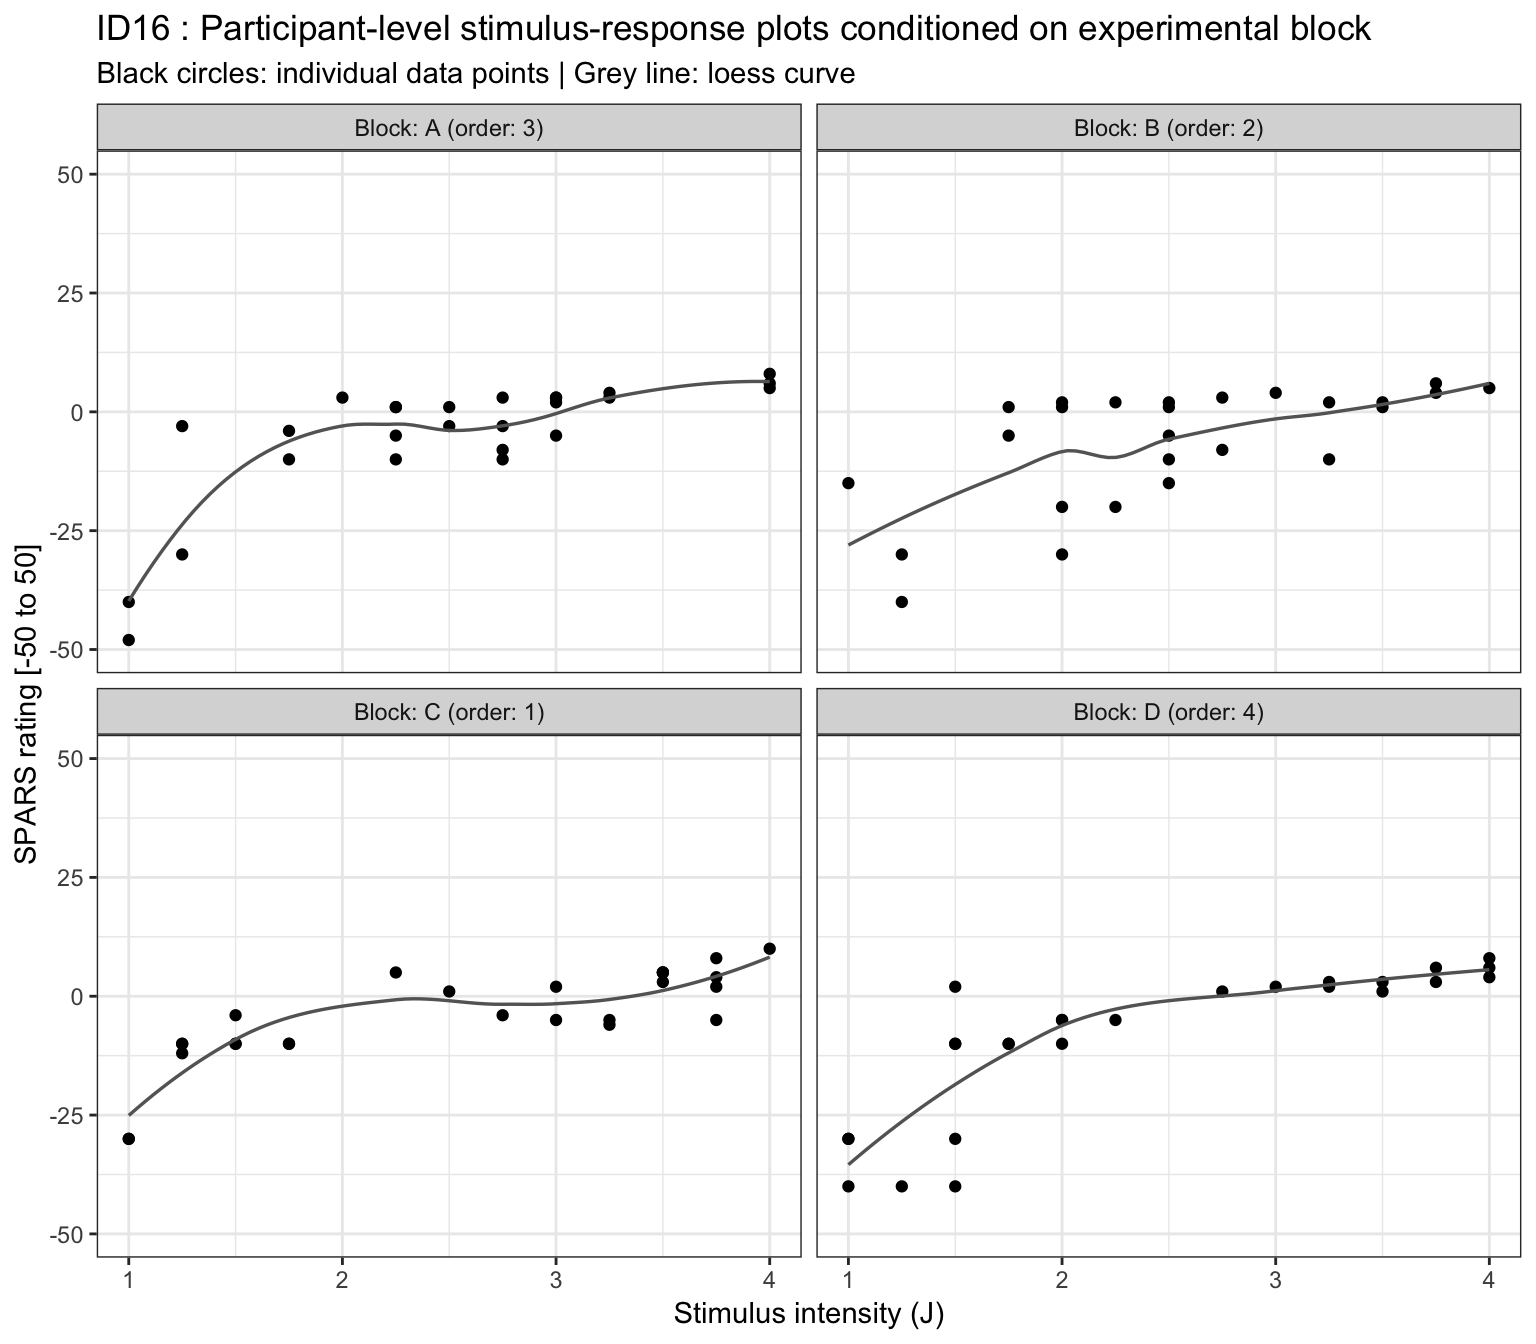 ID16 : Participant-level stimulus-response plots conditioned on experimental block
Black circles: individual data points | Grey line: loess curve
Block: A (order: 3)
Block: B (order: 2)
50
25
0
-25
-50
Block: C (order: 1)
Block: D (order: 4)
50
25
0
-25
-50
SPARS rating [-50 to 50]
1 2 3 4
1 2 3 4
Stimulus intensity (J)